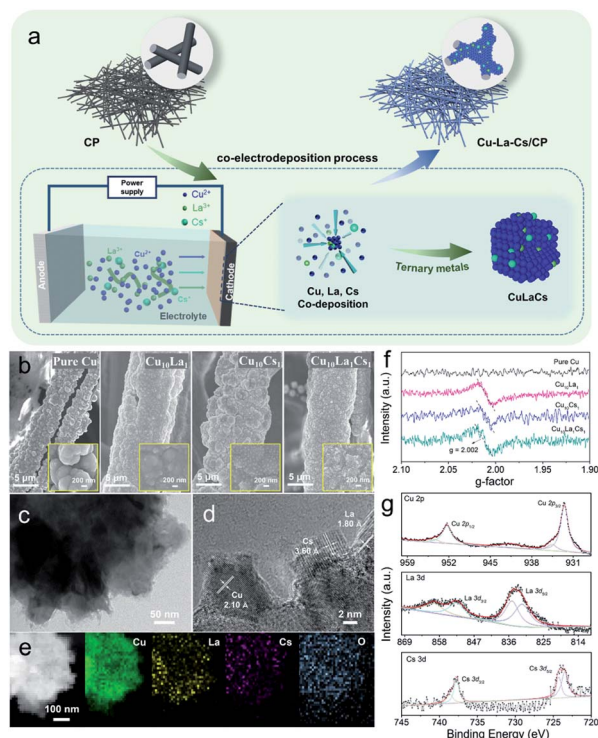 a
CP
Cu-La-Cs/CP
co-electrodeposition process
Power
supply
Cu²⁺
La³⁺
Cs⁺
La³⁺
Cu²⁺
Cs⁺
Anode
Cathode
Electrolyte
Cu, La, Cs
Co-deposition
Ternary metals
CuLaCs
b
Pure Cu
Cu₁₀La₁
Cu₁₀Cs₁
Cu₁₀La₁Cs₁
5 μm
200 nm
5 μm
200 nm
5 μm
200 nm
5 μm
200 nm
c
50 nm
d
La
1.80 Å
Cs
Cu
2.10 Å
2 nm
e
Cu
La
Cs
O
100 nm
f
Intensity (a.u.)
Pure Cu
Cu₁₀La₁
Cu₁₀Cs₁
Cu₁₀La₁Cs₁
g = 2.002
2.10 2.05 2.00 1.95 1.90
g-factor
g
Intensity (a.u.)
Cu 2p
Cu 2p₃/₂
Cu 2p₁/₂
959 952 945 938 931
La 3d
La 3d₃/₂
La 3d₅/₂
869 858 847 836 825 814
Cs 3d
Cs 3d₃/₂
Cs 3d₅/₂
745 740 735 730 725 720
Binding Energy (eV)